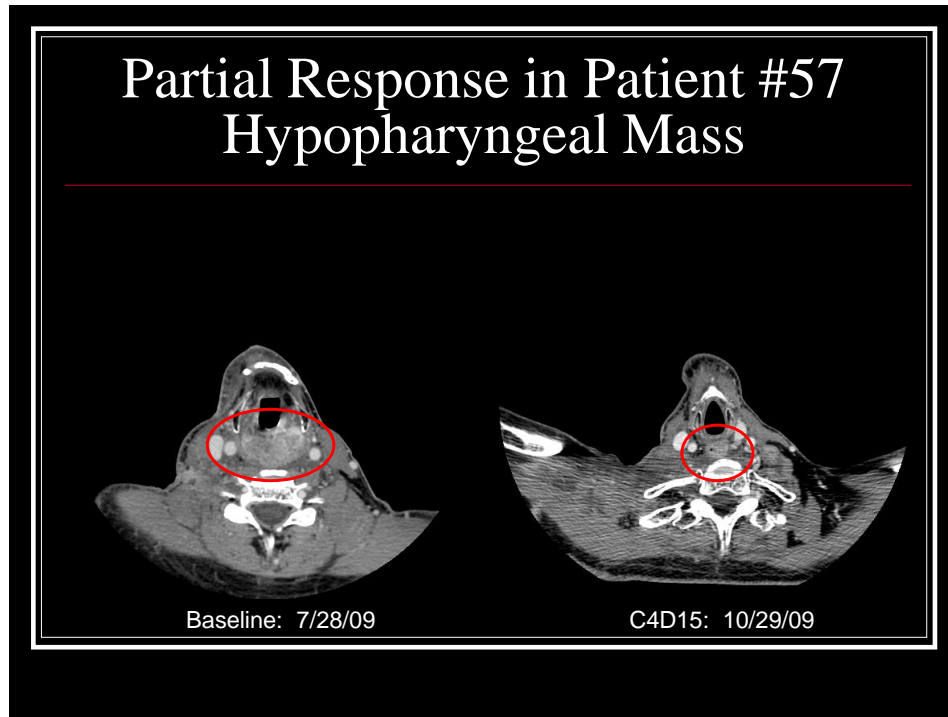 Partial Response in Patient #57
Hypopharyngeal Mass
Baseline: 7/28/09
C4D15: 10/29/09